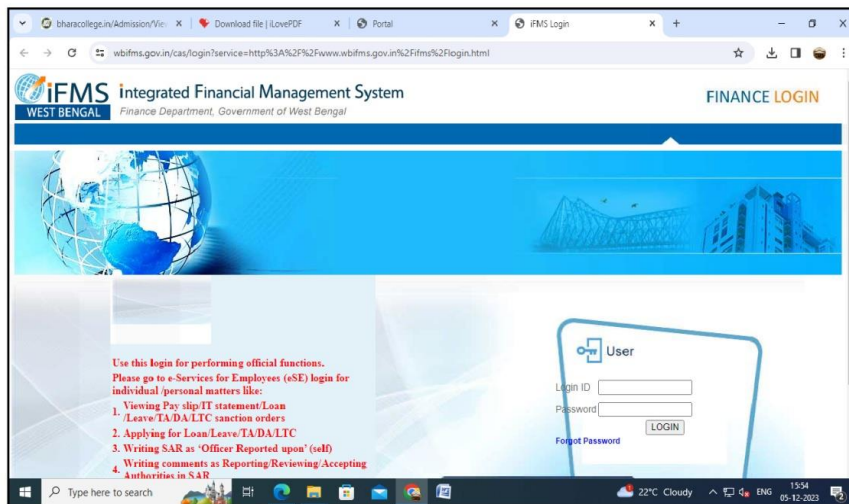 bharacollege.in/Admission/Vie
Download file | iLovePDF
Portal
iFMS Login
wbifms.gov.in/cas/login?service=http%3A%2F%2Fwww.wbifms.gov.in%2Fifms%2Flogin.html
iFMS
WEST BENGAL
Integrated Financial Management System
Finance Department, Government of West Bengal
FINANCE LOGIN
Use this login for performing official functions.
Please go to e-Services for Employees (eSE) login for
individual /personal matters like:
1. Viewing Pay slip/IT statement/Loan
/Leave/TA/DA/LTC sanction orders
2. Applying for Loan/Leave/TA/DA/LTC
3. Writing SAR as ‘Officer Reported upon’ (self)
4. Writing comments as Reporting/Reviewing/Accepting
Authorities in SAR
User
Login ID
Password
LOGIN
Forgot Password
Type here to search
22°C Cloudy
ENG
15:54
05-12-2023
2